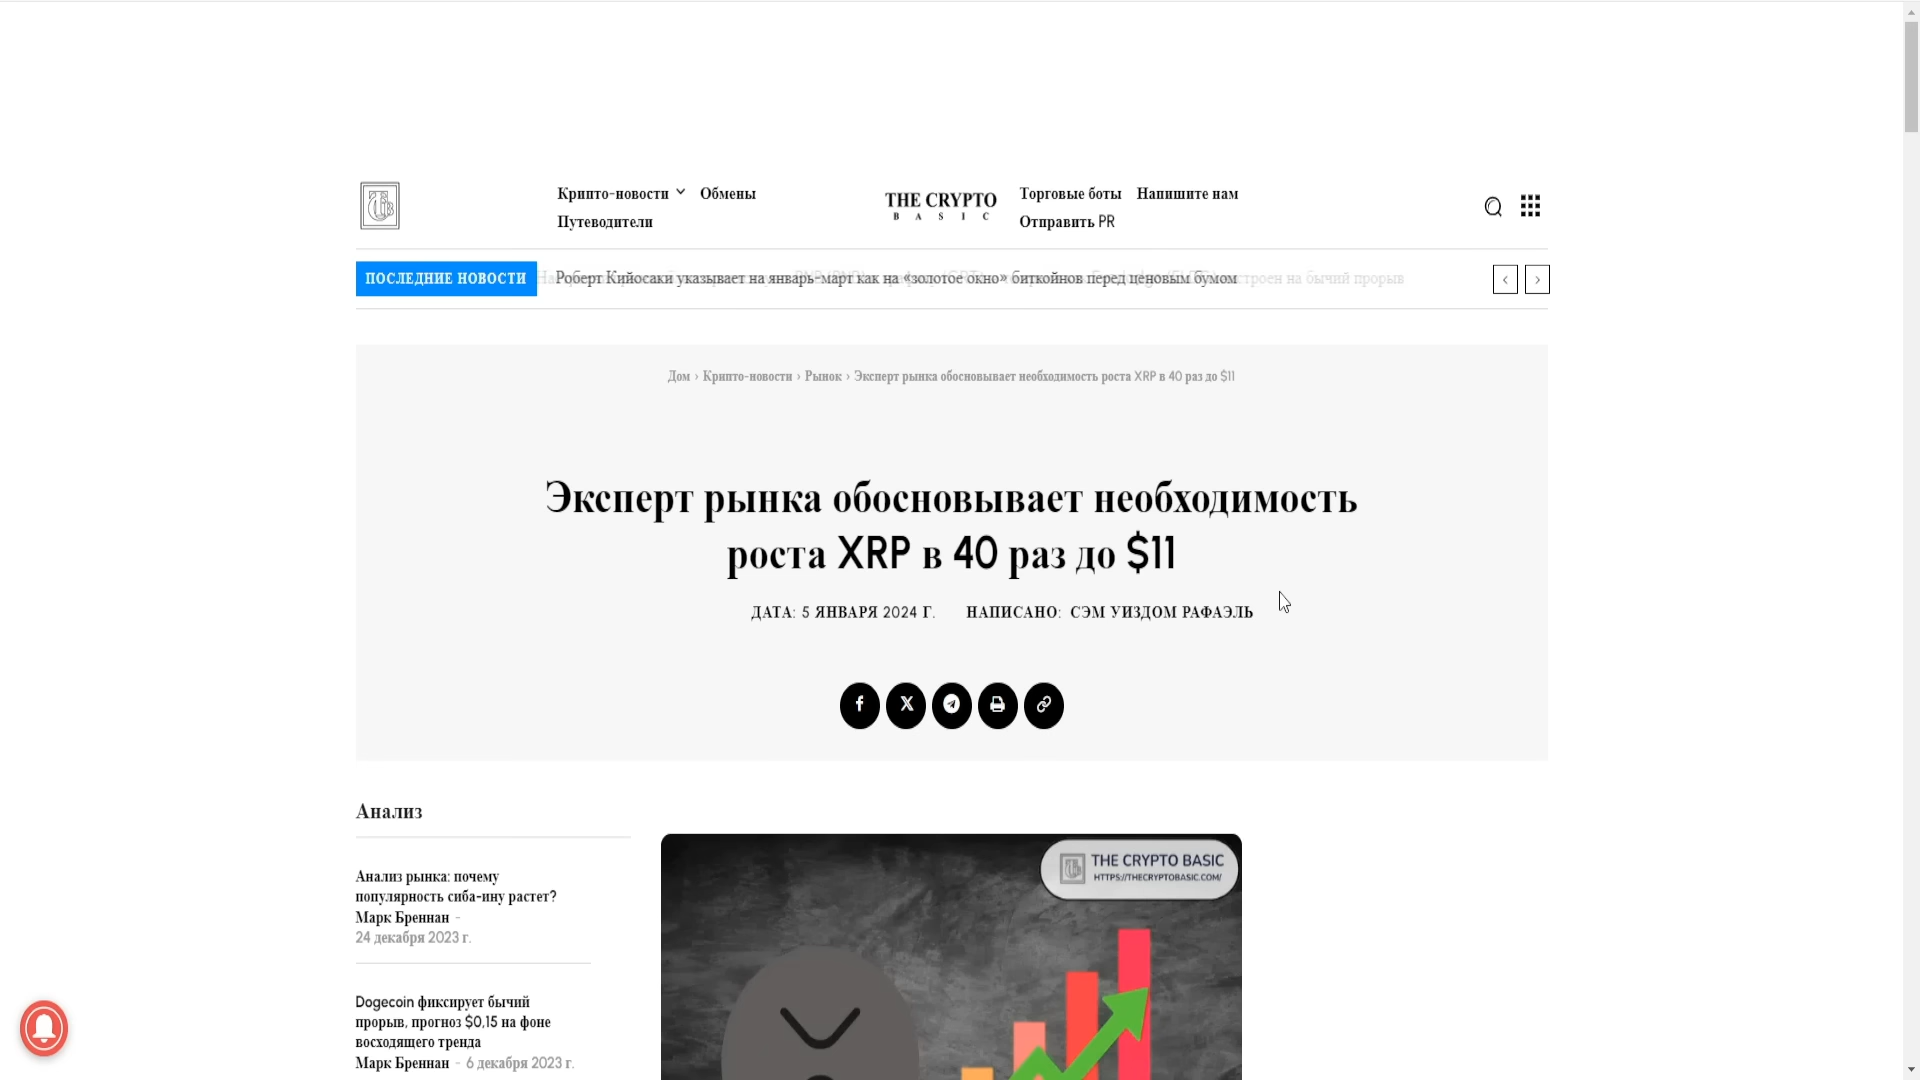 Крипто-новости
Обмены
Путеводители
THE CRYPTO
BASIC
Торговые боты
Напишите нам
Отправить PR
ПОСЛЕДНИЕ НОВОСТИ
Роберт Кийосаки указывает на январь-март как на «золотое окно» биткойнов перед ценовым бумом
на бычий прорыв
Дом › Крипто-новости › Рынок › Эксперт рынка обосновывает необходимость роста XRP в 40 раз до $11
Эксперт рынка обосновывает необходимость
роста XRP в 40 раз до $11
ДАТА: 5 ЯНВАРЯ 2024 Г. НАПИСАНО: СЭМ УИЗДОМ РАФАЭЛЬ
Анализ
Анализ рынка: почему
популярность сиба-ину растет?
Марк Бреннан -
24 декабря 2023 г.
Dogecoin фиксирует бычий
прорыв, прогноз $0,15 на фоне
восходящего тренда
Марк Бреннан - 6 декабря 2023 г.
THE CRYPTO BASIC
HTTPS://THECRYPTOBASIC.COM/